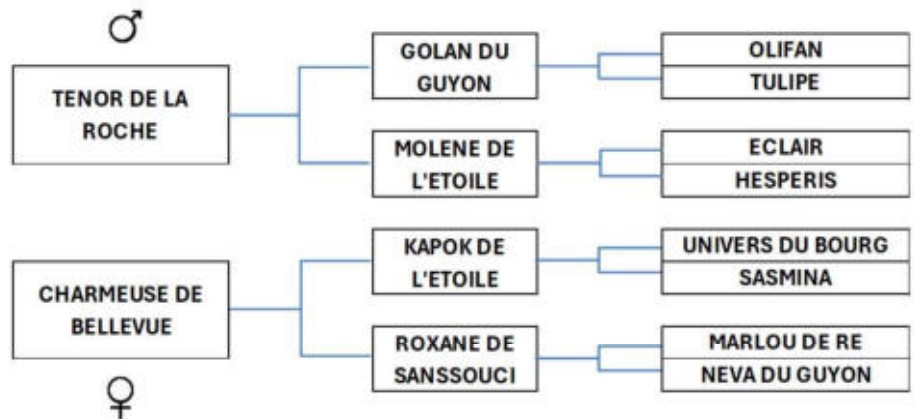 TENOR DE LA
ROCHE
GOLAN DU
GUYON
OLIFAN
TULIPE
MOLENE DE
L'ETOILE
ECLAIR
HESPERIS
CHARMEUSE DE
BELLEVUE
KAPOK DE
L'ETOILE
UNIVERS DU BOURG
SASMINA
ROXANE DE
SANSSOUCI
MARLOU DE RE
NEVA DU GUYON